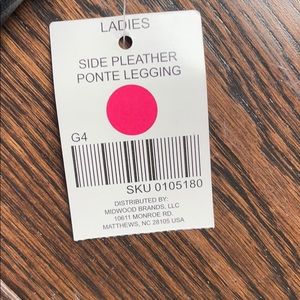 LADIES
SIDE PLEATHER
PONTE LEGGING
G4
SKU 0105180
DISTRIBUTED BY:
MIDWOOD BRANDS, LLC
10611 MONROE RD.
MATTHEWS, NC 28105 USA